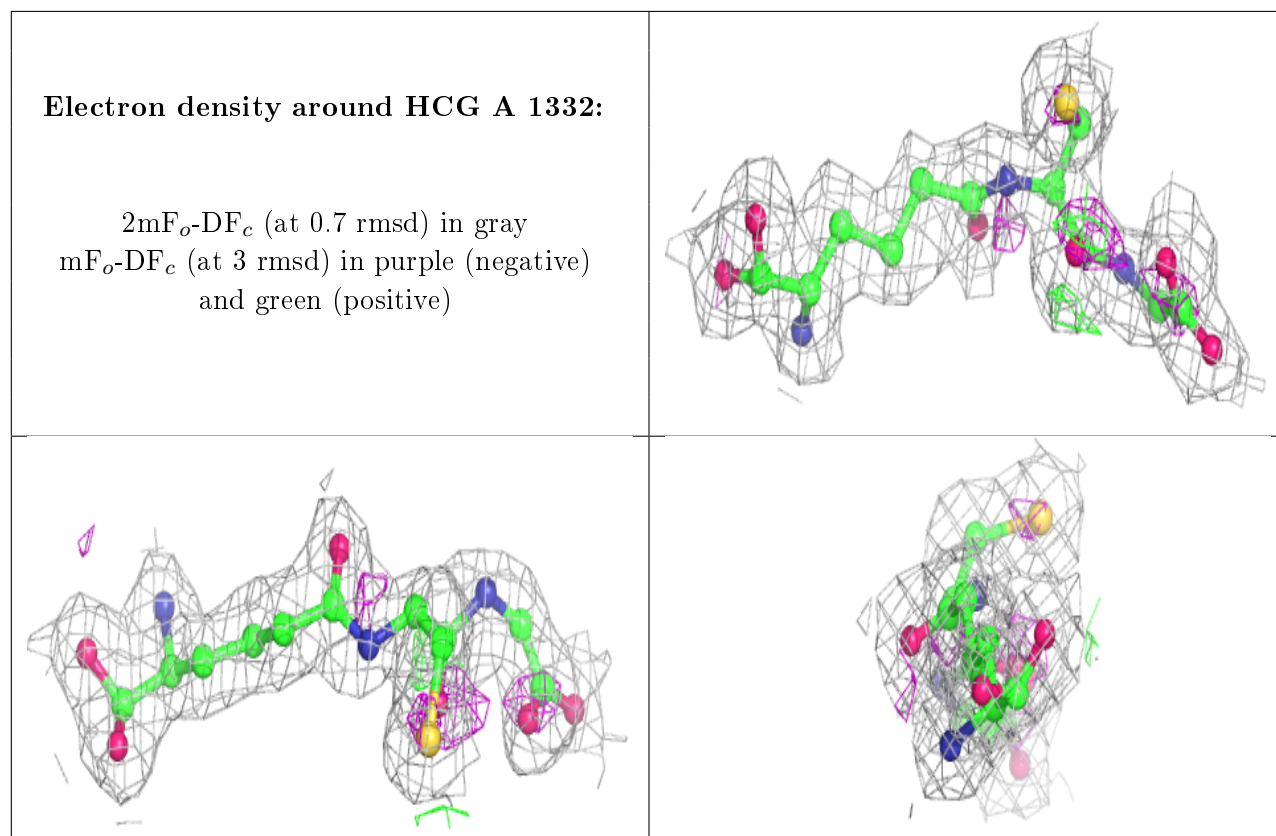 Electron density around HCG A 1332:
2mFo-DFc (at 0.7 rmsd) in gray
mFo-DFc (at 3 rmsd) in purple (negative)
and green (positive)